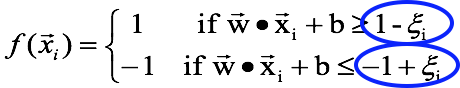 f(x⃗ᵢ) = { 1 if w⃗ • x⃗ᵢ + b ≥ 1 - ξᵢ
−1 if w⃗ • x⃗ᵢ + b ≤ −1 + ξᵢ